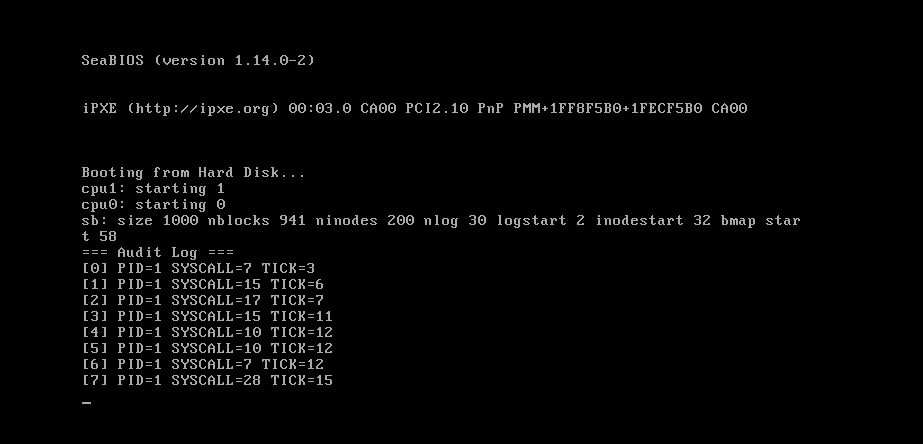 SeaBIOS (version 1.14.0-2)
iPXE (http://ipxe.org) 00:03.0 CA00 PCI2.10 PnP PMM+1FF8F5B0+1FECF5B0 CA00
Booting from Hard Disk...
cpu1: starting 1
cpu0: starting 0
sb: size 1000 nblocks 941 ninodes 200 nlog 30 logstart 2 inodestart 32 bmap star
t 58
=== Audit Log ===
[0] PID=1 SYSCALL=7 TICK=3
[1] PID=1 SYSCALL=15 TICK=6
[2] PID=1 SYSCALL=17 TICK=7
[3] PID=1 SYSCALL=15 TICK=11
[4] PID=1 SYSCALL=10 TICK=12
[5] PID=1 SYSCALL=10 TICK=12
[6] PID=1 SYSCALL=7 TICK=12
[7] PID=1 SYSCALL=28 TICK=15
_